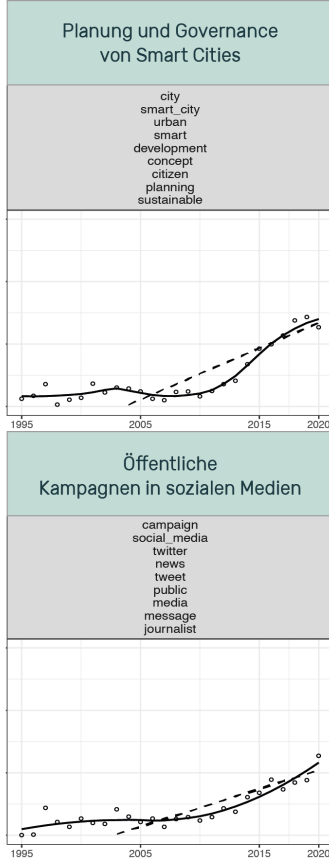 Planung und Governance
von Smart Cities
city
smart_city
urban
smart
development
concept
citizen
planning
sustainable
1995 2005 2015 2020
Öffentliche
Kampagnen in sozialen Medien
campaign
social_media
twitter
news
tweet
public
media
message
journalist
1995 2005 2015 2020